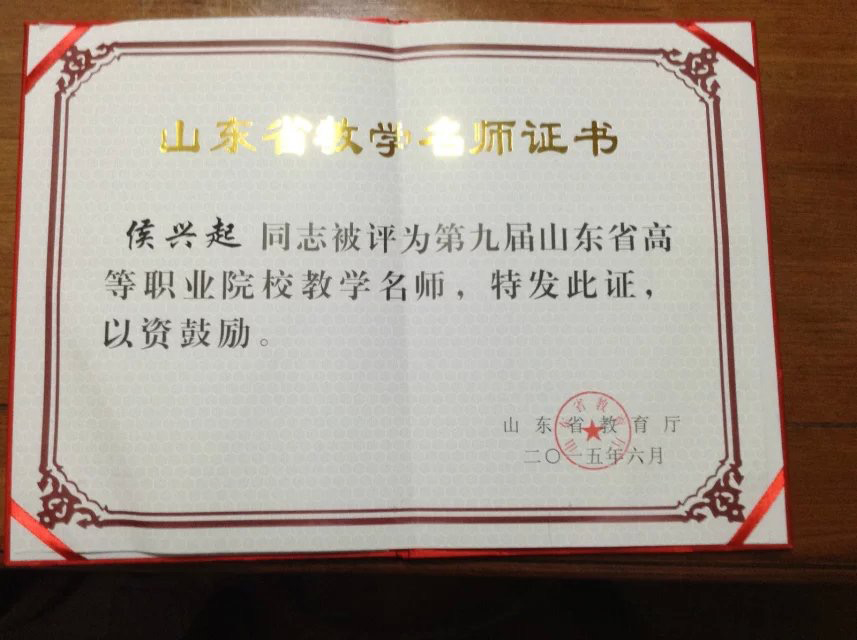 山东省教学名师证书
侯兴起 同志被评为第九届山东省高
等职业院校教学名师，特发此证，
以资鼓励。
山东省教育厅
二〇一五年六月